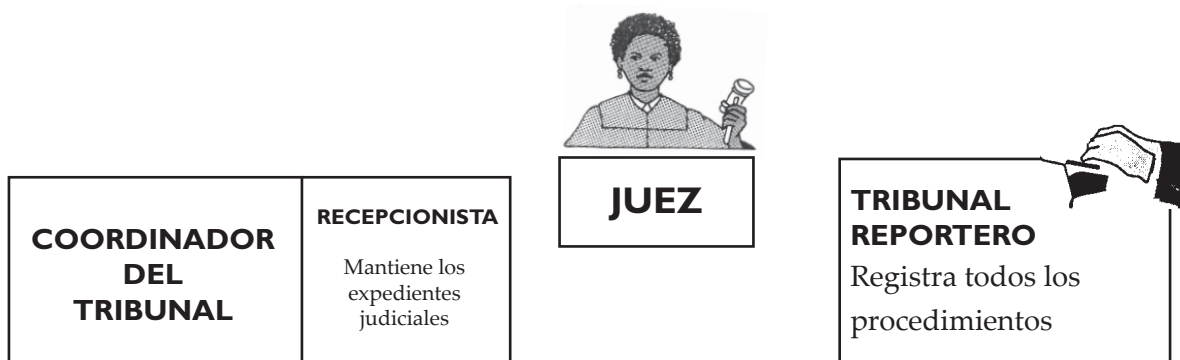 COORDINADOR
DEL
TRIBUNAL
RECEPCIONISTA
Mantiene los
expedientes
judiciales
JUEZ
TRIBUNAL
REPORTERO
Registra todos los
procedimientos